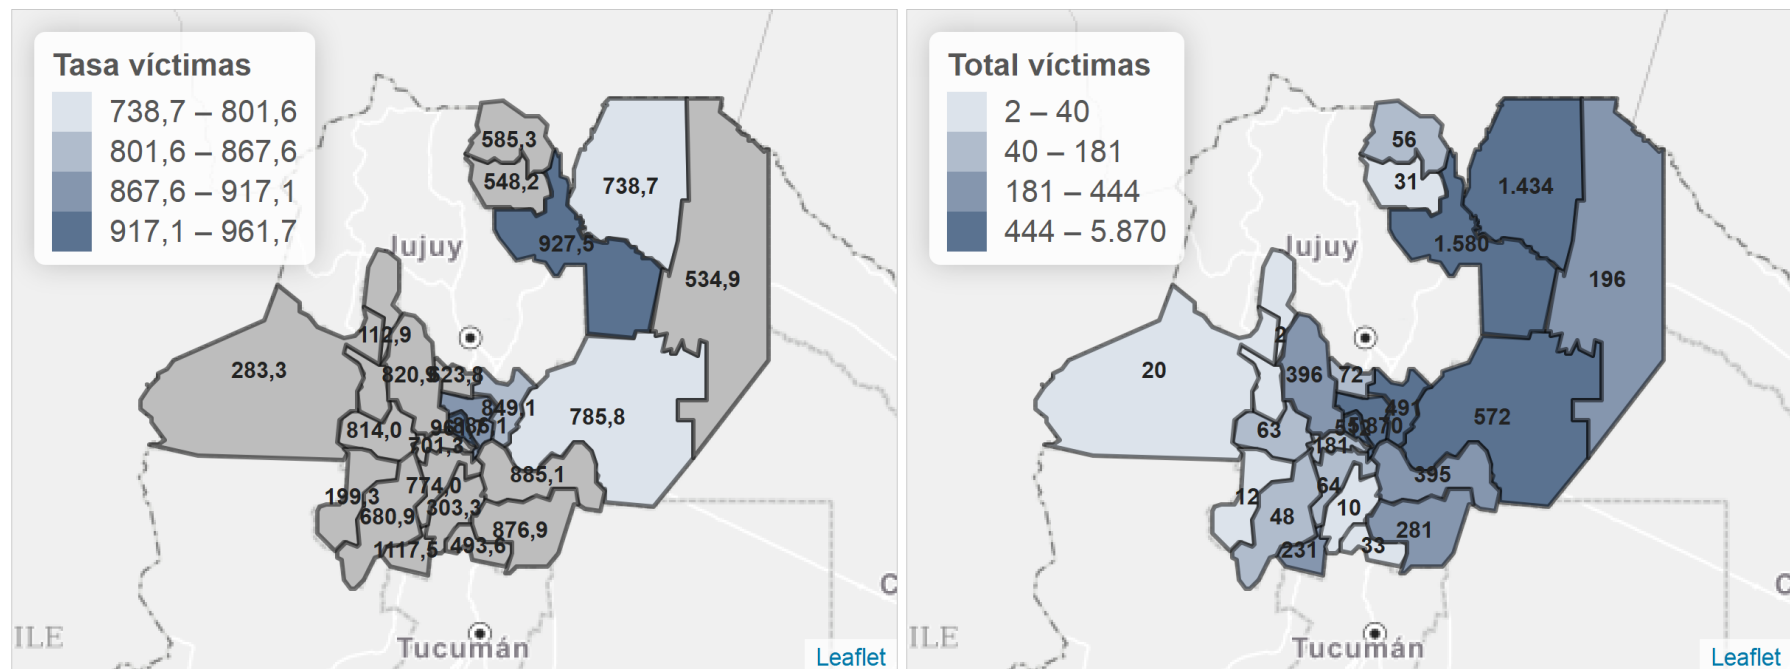 Tasa víctimas
738,7 – 801,6
801,6 – 867,6
867,6 – 917,1
917,1 – 961,7
585,3
548,2
738,7
927,5
Jujuy
534,9
112,9
283,3
820,9
623,8
849,1
785,8
814,0
701,3
885,1
774,0
199,3
303,3
680,9
876,9
1117,5
493,6
ILE
Tucumán
C
Leaflet
Total víctimas
2 – 40
40 – 181
181 – 444
444 – 5.870
56
31
1.434
1.580
Jujuy
196
2
20
396
72
491
572
63
5.870
181
395
64
12
10
48
281
231
33
ILE
Tucumán
C
Leaflet